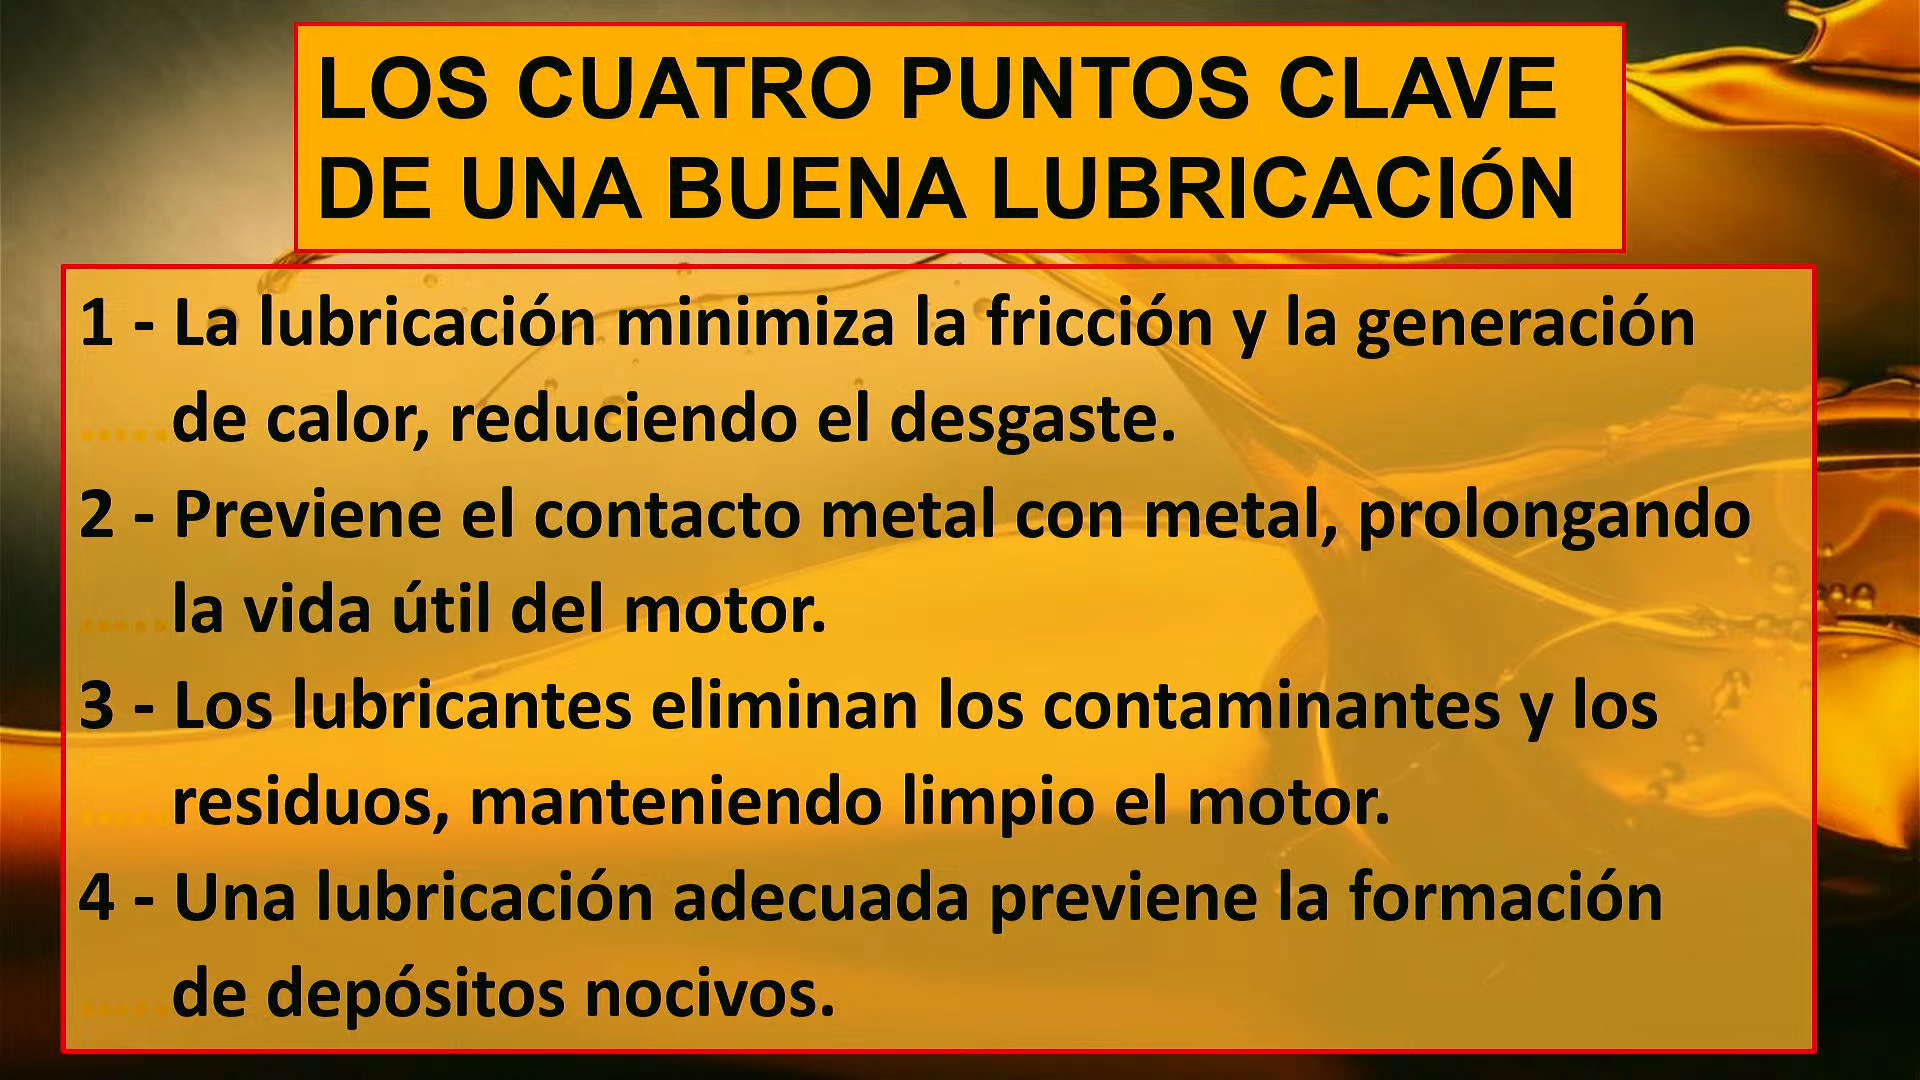 LOS CUATRO PUNTOS CLAVE
DE UNA BUENA LUBRICACIÓN
1 - La lubricación minimiza la fricción y la generación
.....de calor, reduciendo el desgaste.
2 - Previene el contacto metal con metal, prolongando
.....la vida útil del motor.
3 - Los lubricantes eliminan los contaminantes y los
.....residuos, manteniendo limpio el motor.
4 - Una lubricación adecuada previene la formación
.....de depósitos nocivos.